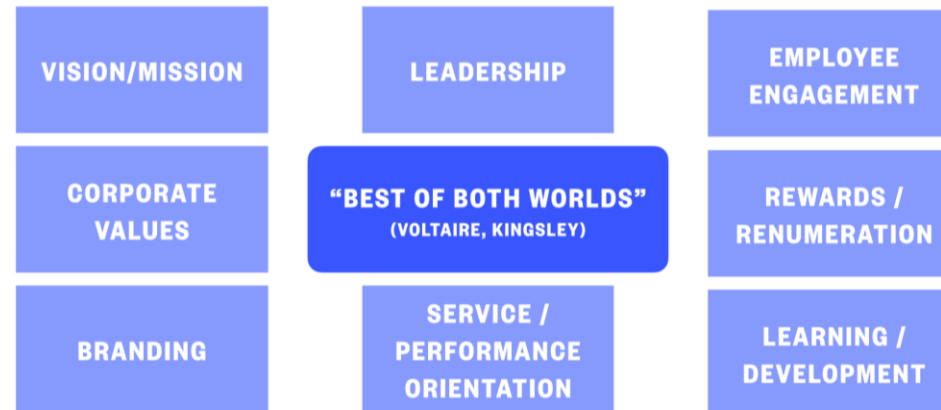 VISION/MISSION
LEADERSHIP
EMPLOYEE
ENGAGEMENT
CORPORATE
VALUES
“BEST OF BOTH WORLDS”
(VOLTAIRE, KINGSLEY)
REWARDS /
RENUMERATION
BRANDING
SERVICE /
PERFORMANCE
ORIENTATION
LEARNING /
DEVELOPMENT